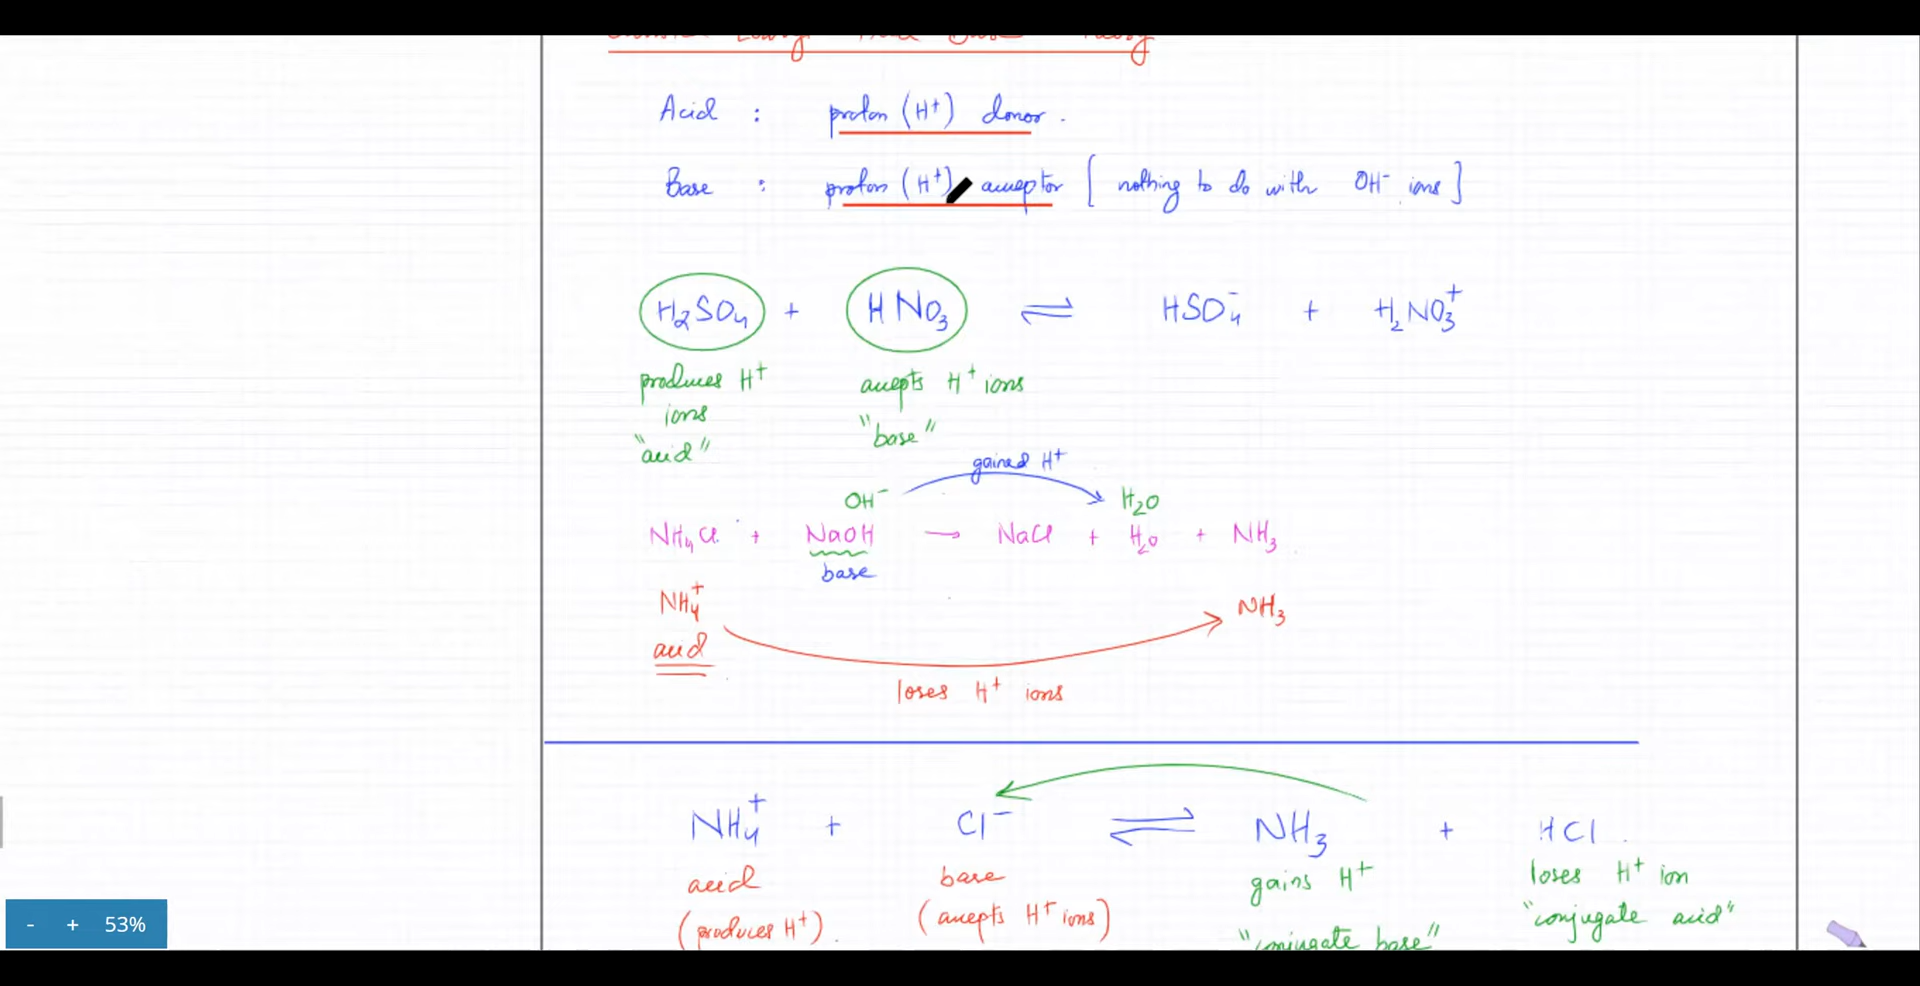 Acid : proton (H⁺) donor.
Base : proton (H⁺) acceptor [nothing to do with OH⁻ ions]
H₂SO₄ + HNO₃ ⇌ HSO₄⁻ + H₂NO₃⁺
produces H⁺ accepts H⁺ ions
ions "base"
"acid"
gained H⁺
OH⁻ H₂O
NH₄Cl + NaOH → NaCl + H₂O + NH₃
base
NH₄⁺ NH₃
acid
loses H⁺ ions
NH₄⁺ + Cl⁻ ⇌ NH₃ + HCl.
acid base gains H⁺ loses H⁺ ion
(produces H⁺). (accepts H⁺ ions) "conjugate base" "conjugate acid"
- + 53%